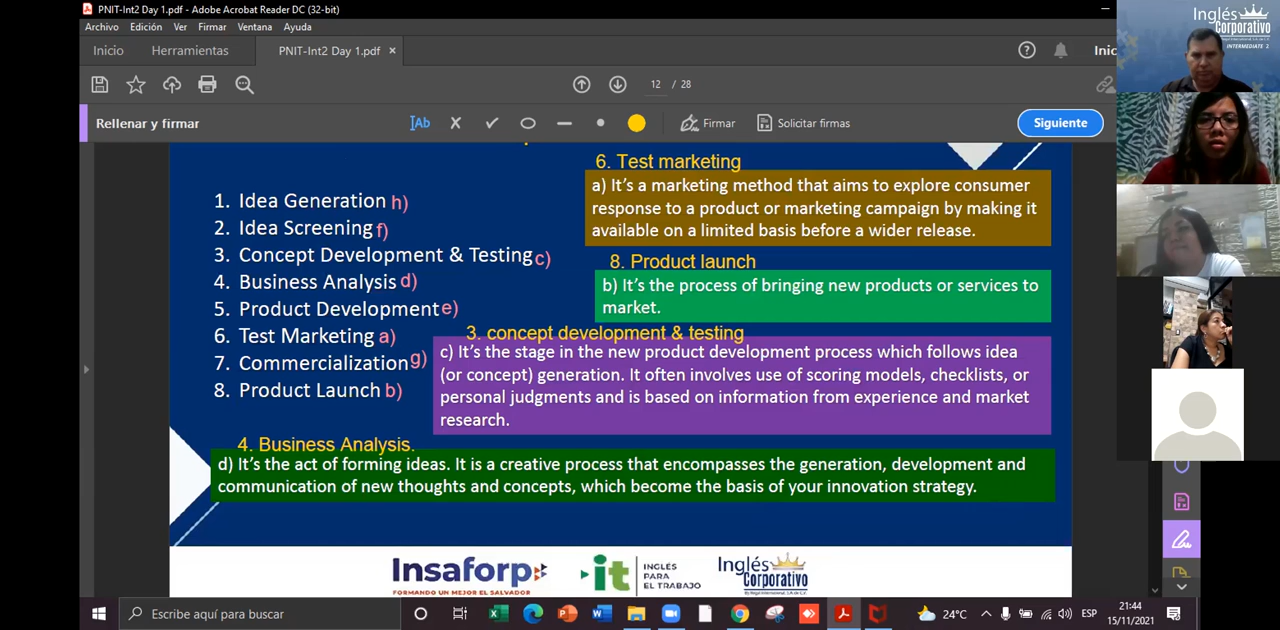 PNIT-Int2 Day 1.pdf - Adobe Acrobat Reader DC (32-bit)
Archivo Edición Ver Firmar Ventana Ayuda
Inicio Herramientas PNIT-Int2 Day 1.pdf × Inic
12 / 28
Rellenar y firmar
Ab Firmar Solicitar firmas Siguiente
1. Idea Generation h)
2. Idea Screening f)
3. Concept Development & Testing c)
4. Business Analysis d)
5. Product Development e)
6. Test Marketing a)
7. Commercialization g)
8. Product Launch b)
6. Test marketing
a) It's a marketing method that aims to explore consumer
response to a product or marketing campaign by making it
available on a limited basis before a wider release.
8. Product launch
b) It's the process of bringing new products or services to
market.
3. concept development & testing
c) It's the stage in the new product development process which follows idea
(or concept) generation. It often involves use of scoring models, checklists, or
personal judgments and is based on information from experience and market
research.
4. Business Analysis.
d) It's the act of forming ideas. It is a creative process that encompasses the generation, development and
communication of new thoughts and concepts, which become the basis of your innovation strategy.
Insaforp
FORMANDO UN MEJOR EL SALVADOR
it
INGLÉS
PARA
EL TRABAJO
Inglés
Corporativo
Inglés
Corporativo
INTERMEDIATE 2
Escribe aquí para buscar
24°C
ESP
21:44
15/11/2021